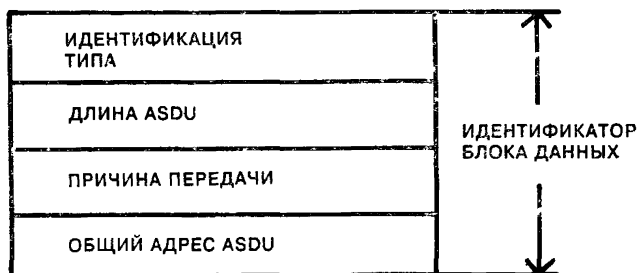 ИДЕНТИФИКАЦИЯ
ТИПА
ДЛИНА ASDU
ПРИЧИНА ПЕРЕДАЧИ
ОБЩИЙ АДРЕС ASDU
ИДЕНТИФИКАТОР
БЛОКА ДАННЫХ